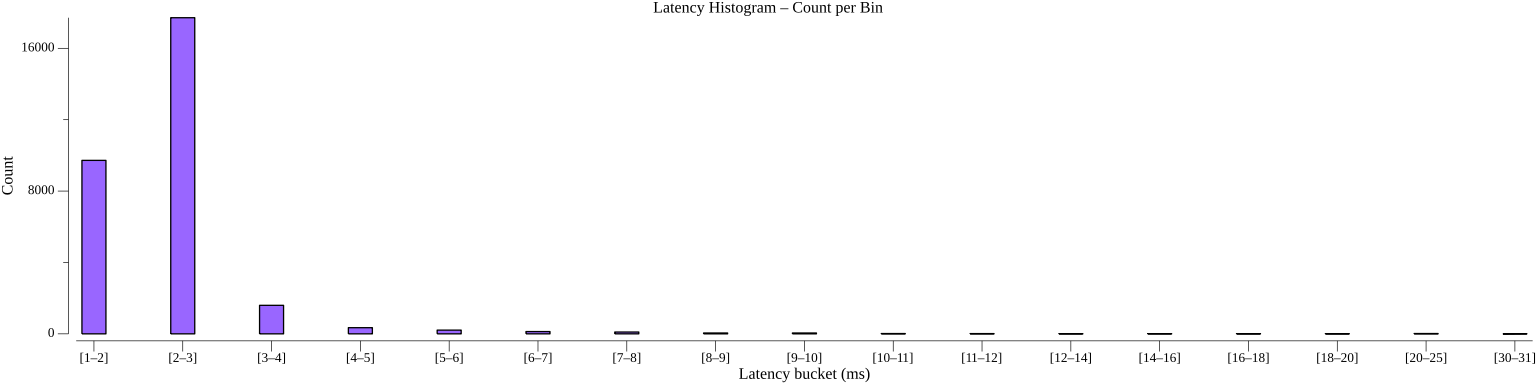 Latency Histogram – Count per Bin
Count
16000
8000
0
[1–2] [2–3] [3–4] [4–5] [5–6] [6–7] [7–8] [8–9] [9–10] [10–11] [11–12] [12–14] [14–16] [16–18] [18–20] [20–25] [30–31]
Latency bucket (ms)